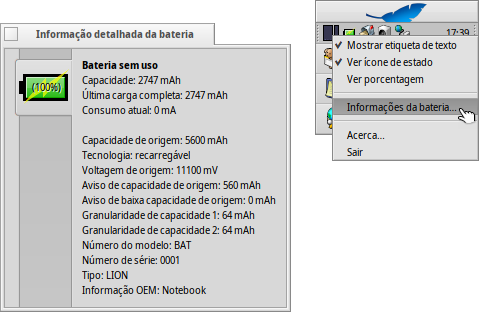 Informação detalhada da bateria
(100%)
Bateria sem uso
Capacidade: 2747 mAh
Última carga completa: 2747 mAh
Consumo atual: 0 mA
Capacidade de origem: 5600 mAh
Tecnologia: recarregável
Voltagem de origem: 11100 mV
Aviso de capacidade de origem: 560 mAh
Aviso de baixa capacidade de origem: 0 mAh
Granularidade de capacidade 1: 64 mAh
Granularidade de capacidade 2: 64 mAh
Número do modelo: BAT
Número de série: 0001
Tipo: LION
Informação OEM: Notebook
17:39
Mostrar etiqueta de texto
Ver ícone de estado
Ver porcentagem
Informações da bateria...
Acerca...
Sair